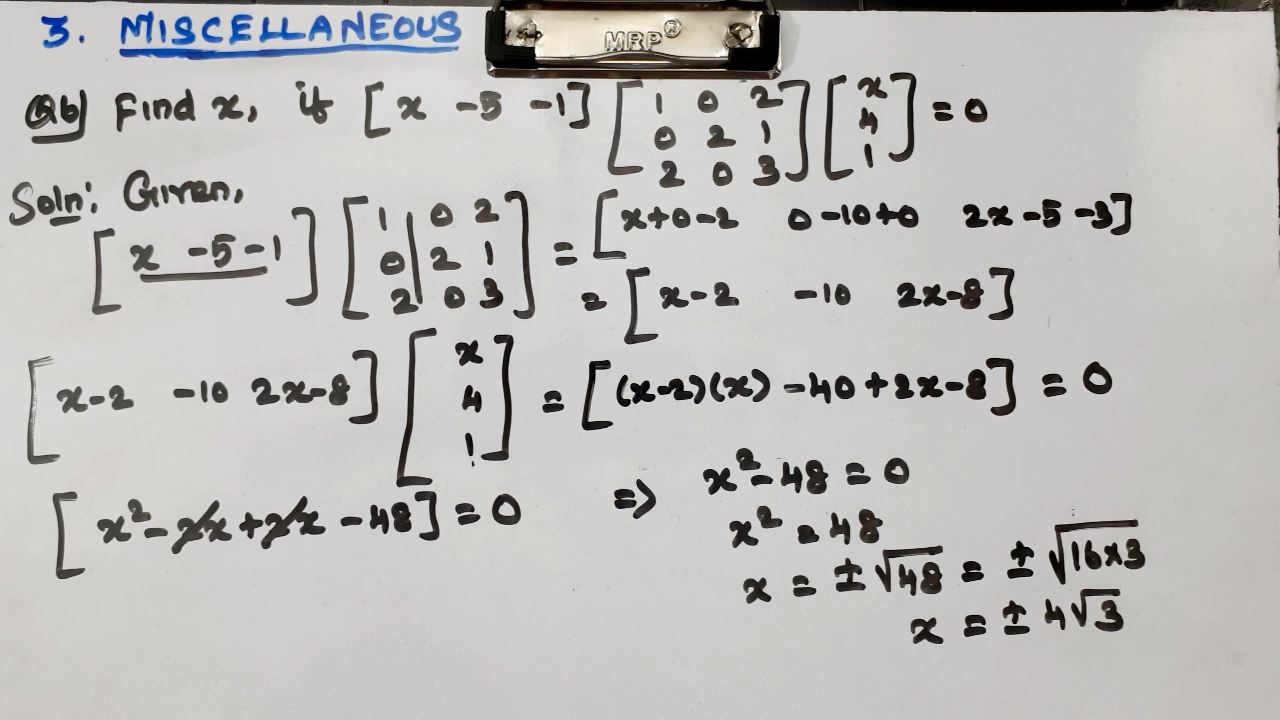 3. MISCELLANEOUS
MRP®
Q6) Find x, if [x -5 -1] [1 0 2; 0 2 1; 2 0 3] [x; 4; 1] = 0
Soln: Given,
[x -5 -1] [1 0 2; 0 2 1; 2 0 3] = [x+0-2 0-10+0 2x-5-3]
= [x-2 -10 2x-8]
[x-2 -10 2x-8] [x; 4; 1] = [(x-2)(x) -40+2x-8] = 0
[x²-2x+2x-48] = 0 => x²-48 = 0
x² = 48
x = ±√48 = ±√16×3
x = ±4√3